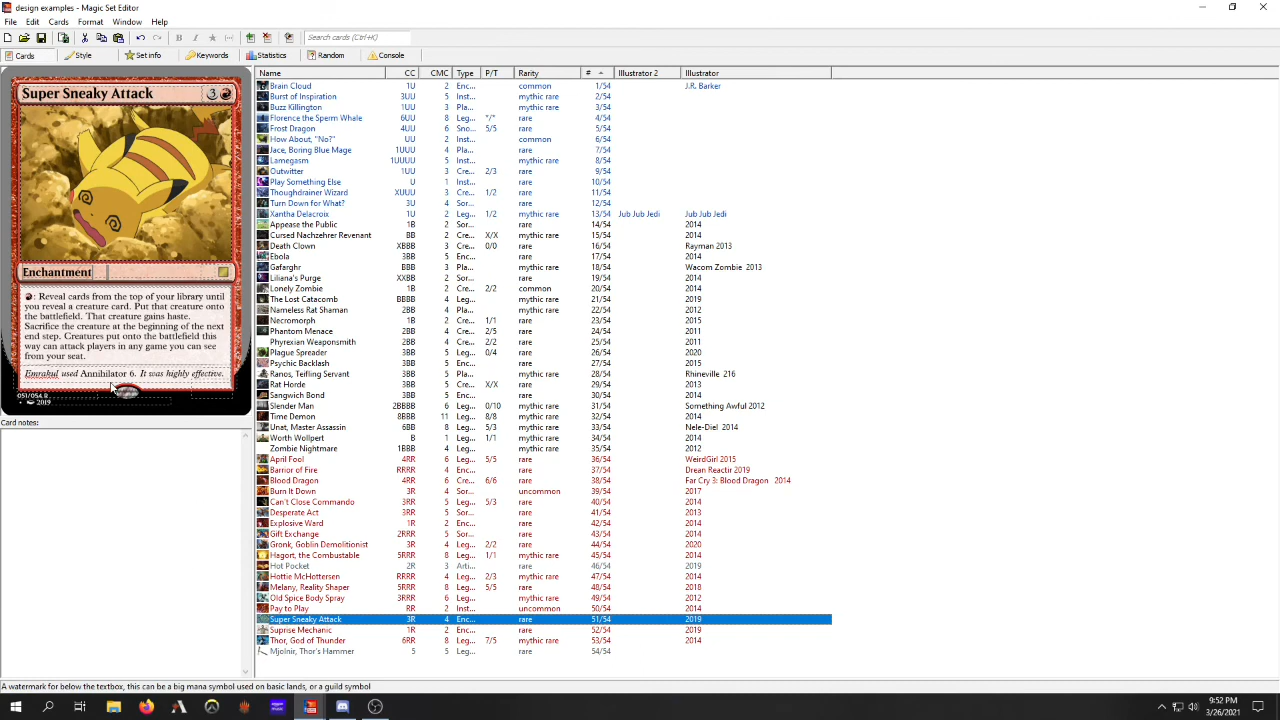 design examples - Magic Set Editor
File Edit Cards Format Window Help
B I Search cards (Ctrl+K)
Cards Style Set info Keywords Statistics Random Console
Super Sneaky Attack 3
Enchantment
: Reveal cards from the top of your library until
you reveal a creature card. Put that creature onto
the battlefield. That creature gains haste.
Sacrifice the creature at the beginning of the next
end step. Creatures put onto the battlefield this
way can attack players in any game you can see
from your seat.
Emrakul used Annihilator 6. It was highly effective.
051/054 R
2019
Card notes:
Name CC CMC Type P/T Rarity # Illustrator 2 Illustrator
Brain Cloud 1U 2 Enc... common 1/54 J.R. Barker
Burst of Inspiration 3UU 5 Inst... mythic rare 2/54
Buzz Killington 1UU 3 Pla... mythic rare 3/54
Florence the Sperm Whale 6UU 8 Leg... */* rare 4/54
Frost Dragon 4UU 6 Sno... 5/5 rare 5/54
How About, "No?" UU 2 Inst... common 6/54
Jace, Boring Blue Mage 1UUU 4 Pla... mythic rare 7/54
Lamegasm 1UUUU 5 Inst... mythic rare 8/54
Outwitter 1UU 3 Cre... 2/3 rare 9/54
Play Something Else U 1 Inst... rare 10/54
Thoughdrainer Wizard XUUU 3 Cre... 1/2 rare 11/54
Turn Down for What? 3U 4 Sor... rare 12/54
Xantha Delacroix 1U 2 Leg... 1/2 mythic rare 13/54 Jub Jub Jedi Jub Jub Jedi
Appease the Public 1B 2 Sor... rare 14/54 2014
Cursed Nachzehrer Revenant BB 2 Cre... X/X mythic rare 15/54 2014
Death Clown XBBB 3 Cre... 0/0 rare 16/54 Rayman 2013
Ebola 3BB 5 Enc... rare 17/54 2014
Gafarghr BBB 3 Pla... mythic rare 18/54 Wacom Zombie 2013
Liliana's Purge XXBB 2 Sor... rare 19/54 2014
Lonely Zombie 1B 2 Cre... 2/2 common 20/54 2014
The Lost Catacomb BBBB 4 Leg... rare 21/54 2019
Nameless Rat Shaman 2BB 4 Leg... rare 22/54 2012
Necromorph 1B 2 Cre... 1/1 rare 23/54 2015
Phantom Menace 2BB 4 Cre... 2/5 rare 24/54 2011
Phyrexian Weaponsmith 2BB 4 Cre... 2/2 rare 25/54 2011
Plague Spreader 3BB 5 Leg... 0/4 rare 26/54 2020
Psychic Backlash 3BB 5 Enc... rare 27/54 2015
Ranos, Teifling Servant 3BB 5 Pla... mythic rare 28/54 Rhineville 216
Rat Horde 3BB 5 Cre... X/X rare 29/54 2013
Sangwich Bond 3BB 5 Enc... rare 30/54 2014
Slender Man 2BBBB 6 Leg... 0/10 rare 31/54 Something Awful 2012
Time Demon 8BBB 11 Leg... 8/8 rare 32/54 2014
Unat, Master Assassin 6BB 8 Leg... 5/3 rare 33/54 Nele-Diel 2014
Worth Wollpert B 1 Leg... 1/1 mythic rare 34/54 2014
Zombie Nightmare 1BBB 4 Leg... mythic rare 35/54 2012
April Fool 4RR 6 Leg... 5/5 rare 36/54 WeirdGirl 2015
Barrior of Fire RRRR 4 Enc... rare 37/54 Drean Reactir 2019
Blood Dragon 4RR 6 Cre... 6/6 rare 38/54 Far Cry 3: Blood Dragon 2014
Burn It Down 3R 4 Sor... uncommon 39/54 2017
Can't Close Commando 3RR 5 Leg... 5/3 rare 40/54 2014
Desperate Act 3RR 5 Sor... rare 41/54 2013
Explosive Ward 1R 2 Enc... rare 42/54 2014
Gift Exchange 2RRR 5 Sor... rare 43/54 2014
Gronk, Goblin Demolitionist 3RR 4 Leg... 2/2 rare 44/54 2020
Hagort, the Combustable 5RRR 8 Leg... 1/1 mythic rare 45/54 2014
Hot Pocket 2R 3 Arti... rare 46/54 2019
Hottie McHottersen RRRR 4 Leg... 2/3 mythic rare 47/54 2014
Melany, Reality Shaper 5RRR 8 Leg... 5/5 rare 48/54 2018
Old Spice Body Spray 3RRR 6 Leg... mythic rare 49/54 2012
Pay to Play RR 2 Inst... uncommon 50/54 2014
Super Sneaky Attack 3R 4 Enc... rare 51/54 2019
Suprise Mechanic 1R 2 Enc... rare 52/54 2019
Thor, God of Thunder 6RR 8 Leg... 7/5 mythic rare 53/54 2014
Mjolnir, Thor's Hammer 5 5 Leg... rare 54/54
A watermark for below the textbox, this can be a big mana symbol used on basic lands, or a guild symbol
9:52 PM
3/26/2021